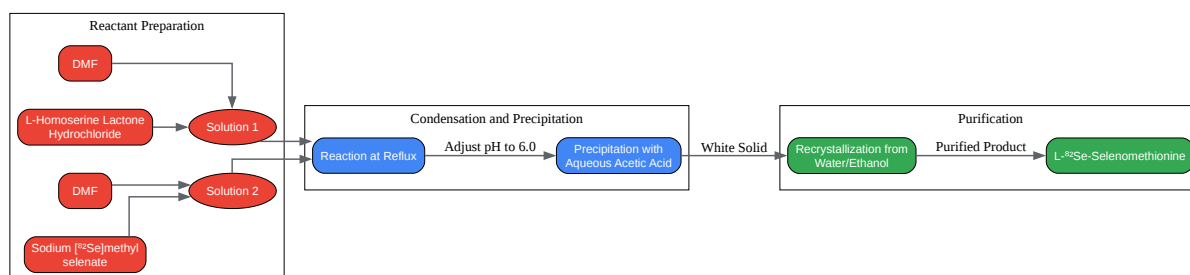 Reactant Preparation
DMF
L-Homoserine Lactone
Hydrochloride
Solution 1
DMF
Solution 2
Sodium [⁸²Se]methyl
selenate
Condensation and Precipitation
Reaction at Reflux
Adjust pH to 6.0
Precipitation with
Aqueous Acetic Acid
White Solid
Purification
Recrystallization from
Water/Ethanol
Purified Product
L-⁸²Se-Selenomethionine